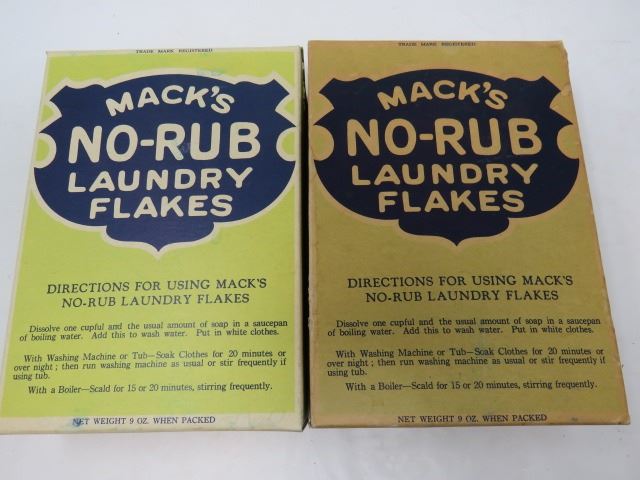 TRADE MARK REGISTERED
MACK'S
NO-RUB
LAUNDRY
FLAKES
DIRECTIONS FOR USING MACK'S
NO-RUB LAUNDRY FLAKES
Dissolve one cupful and the usual amount of soap in a saucepan
of boiling water. Add this to wash water. Put in white clothes.
With Washing Machine or Tub—Soak Clothes for 20 minutes or
over night; then run washing machine as usual or stir frequently if
using tub.
With a Boiler—Scald for 15 or 20 minutes, stirring frequently.
NET WEIGHT 9 OZ. WHEN PACKED
TRADE MARK REGISTERED
MACK'S
NO-RUB
LAUNDRY
FLAKES
DIRECTIONS FOR USING MACK'S
NO-RUB LAUNDRY FLAKES
Dissolve one cupful and the usual amount of soap in a saucepan
of boiling water. Add this to wash water. Put in white clothes.
With Washing Machine or Tub—Soak Clothes for 20 minutes or
over night; then run washing machine as usual or stir frequently if
using tub.
With a Boiler—Scald for 15 or 20 minutes, stirring frequently.
NET WEIGHT 9 OZ. WHEN PACKED